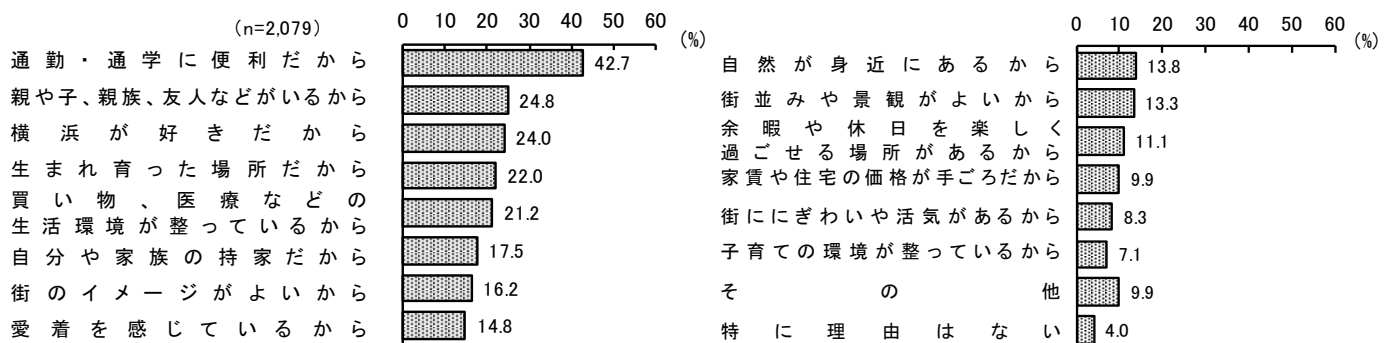 (n=2,079)
0 10 20 30 40 50 60
(%)
通勤・通学に便利だから 42.7
親や子、親族、友人などがいるから 24.8
横浜が好きだから 24.0
生まれ育った場所だから 22.0
買い物、医療などの
生活環境が整っているから 21.2
自分や家族の持家だから 17.5
街のイメージがよいから 16.2
愛着を感じているから 14.8
0 10 20 30 40 50 60
(%)
自然が身近にあるから 13.8
街並みや景観がよいから 13.3
余暇や休日を楽しく
過ごせる場所があるから 11.1
家賃や住宅の価格が手ごろだから 9.9
街ににぎわいや活気があるから 8.3
子育ての環境が整っているから 7.1
その他 9.9
特に理由はない 4.0